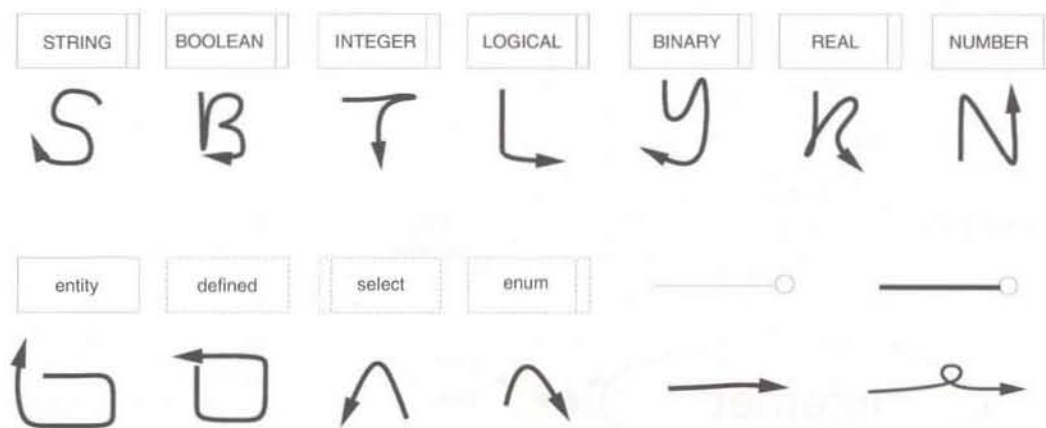 STRING BOOLEAN INTEGER LOGICAL BINARY REAL NUMBER
entity defined select enum